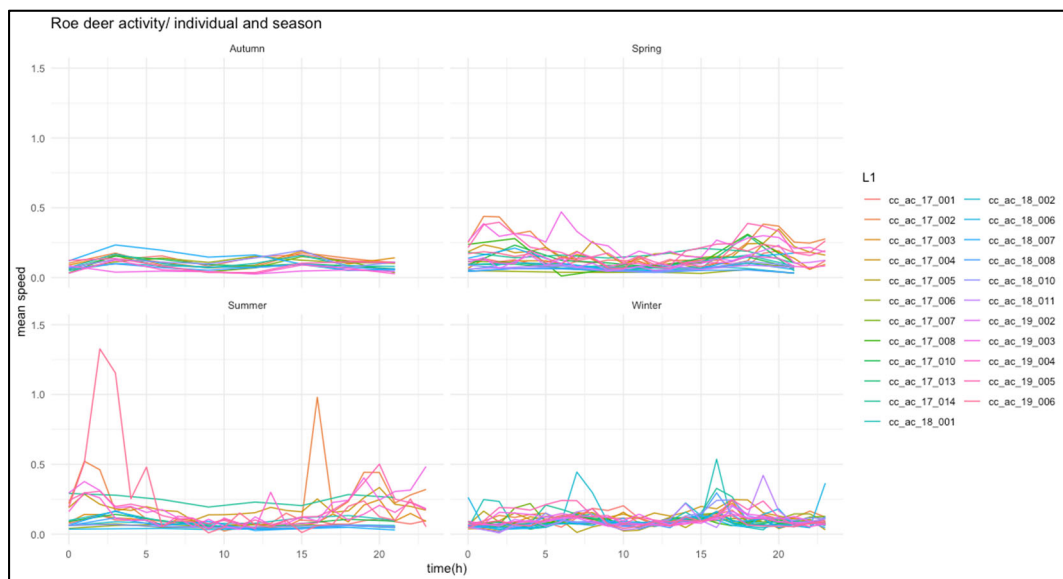 Roe deer activity/ individual and season
Autumn
Spring
1.5
1.0
0.5
0.0
Summer
Winter
1.5
1.0
0.5
0.0
mean speed
0 5 10 15 20
0 5 10 15 20
time(h)
L1
cc_ac_17_001
cc_ac_17_002
cc_ac_17_003
cc_ac_17_004
cc_ac_17_005
cc_ac_17_006
cc_ac_17_007
cc_ac_17_008
cc_ac_17_010
cc_ac_17_013
cc_ac_17_014
cc_ac_18_001
cc_ac_18_002
cc_ac_18_006
cc_ac_18_007
cc_ac_18_008
cc_ac_18_010
cc_ac_18_011
cc_ac_19_002
cc_ac_19_003
cc_ac_19_004
cc_ac_19_005
cc_ac_19_006